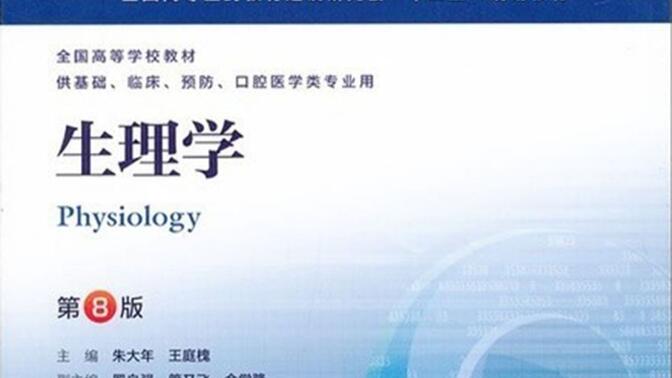 全国高等学校教材
供基础、临床、预防、口腔医学类专业用
生理学
Physiology
第8版
主 编 朱大年 王庭槐